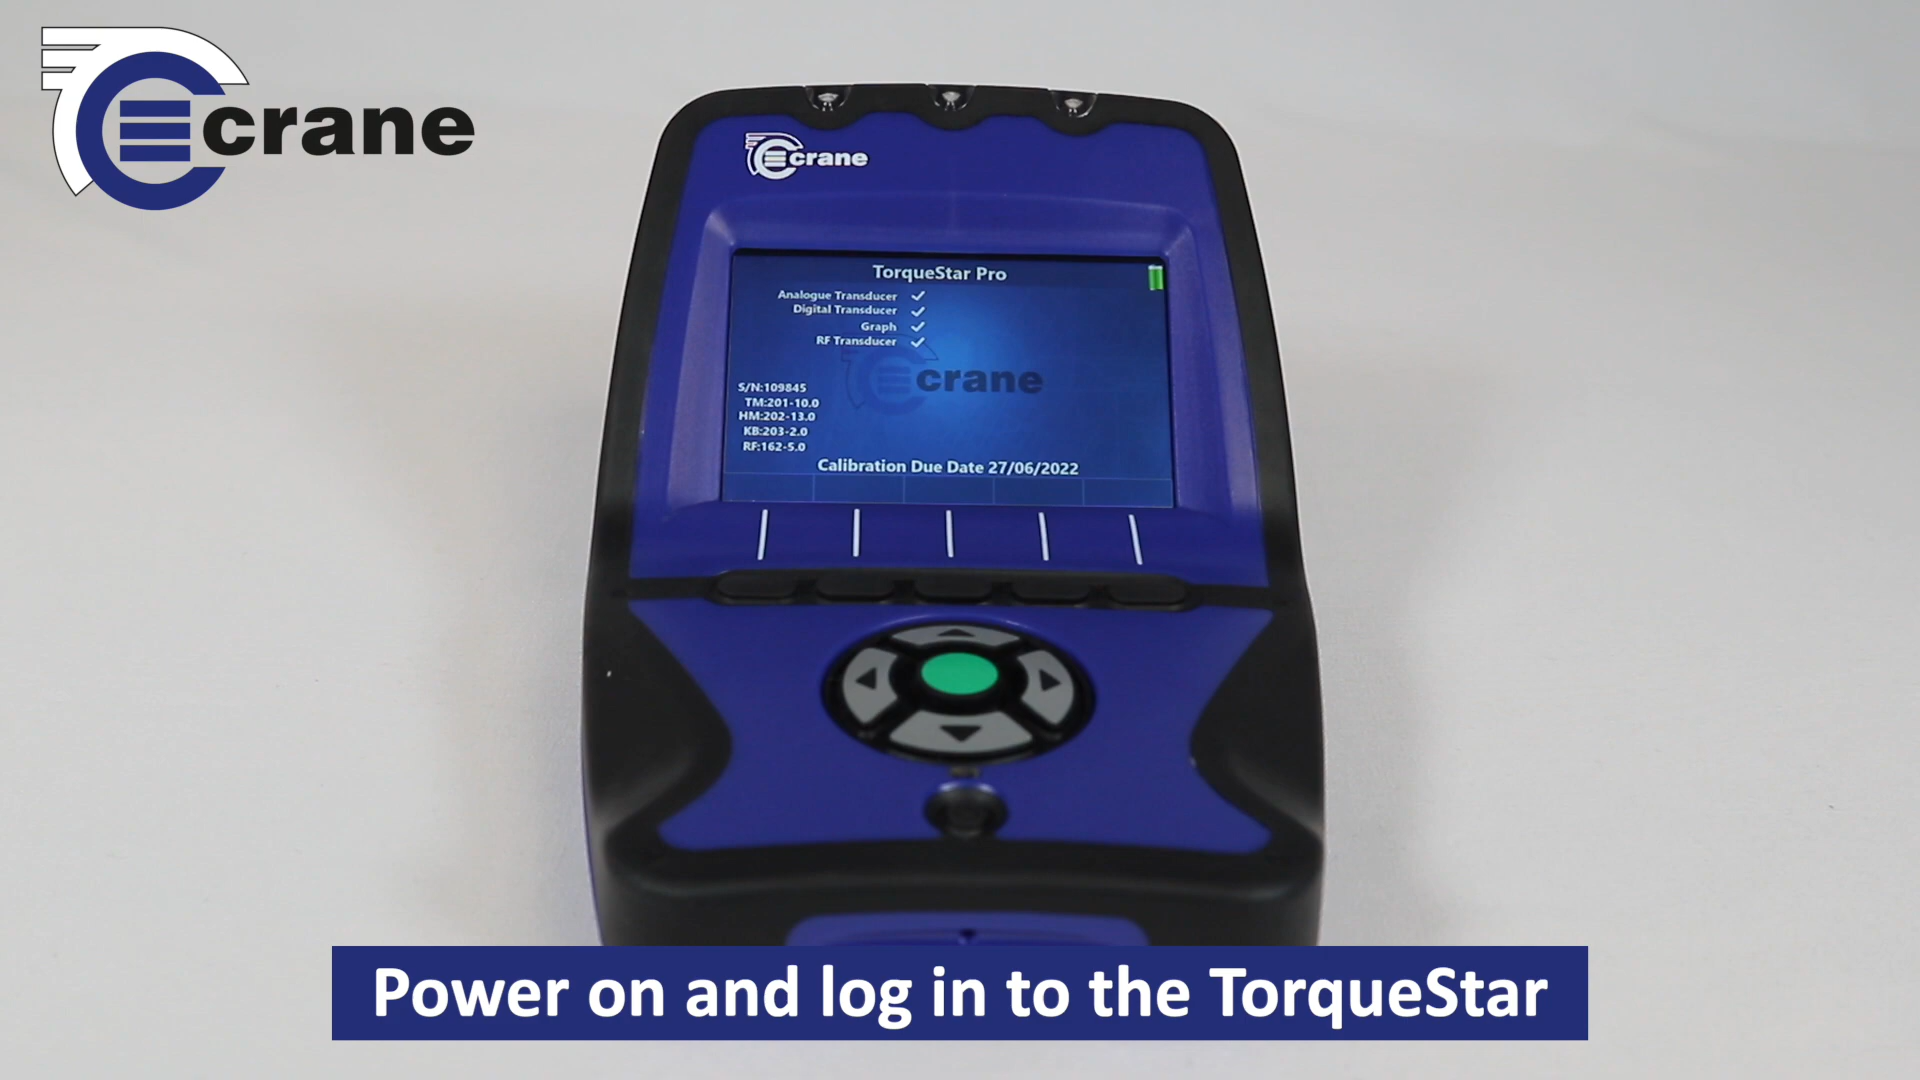 crane
crane
TorqueStar Pro
Analogue Transducer ✓
Digital Transducer ✓
Graph ✓
RF Transducer ✓
crane
S/N:109845
TM:201-10.0
HM:202-13.0
KB:203-2.0
RF:162-5.0
Calibration Due Date 27/06/2022
Power on and log in to the TorqueStar